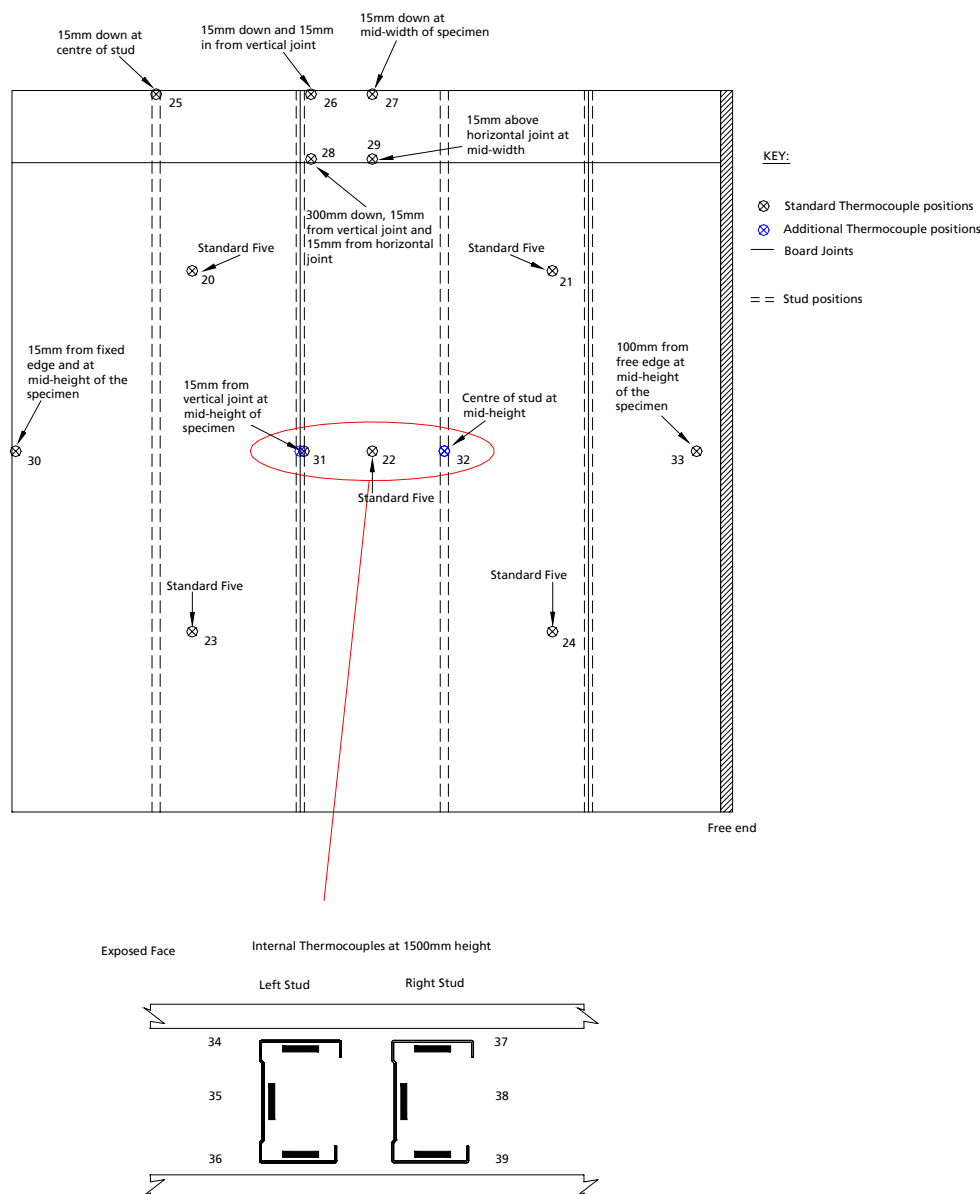 15mm down at
mid-width of specimen
15mm down at
centre of stud
15mm down and 15mm
in from vertical joint
25
26
27
15mm above
horizontal joint at
mid-width
29
28
KEY:
Standard Thermocouple positions
Additional Thermocouple positions
Board Joints
Stud positions
300mm down, 15mm
from vertical joint and
15mm from horizontal
joint
Standard Five
20
Standard Five
21
15mm from fixed
edge and at
mid-height of the
specimen
15mm from
vertical joint at
mid-height of
specimen
Centre of stud at
mid-height
100mm from
free edge at
mid-height
of the
specimen
30
31
22
32
33
Standard Five
Standard Five
23
Standard Five
24
Free end
Exposed Face
Internal Thermocouples at 1500mm height
Left Stud
Right Stud
34
37
35
38
36
39